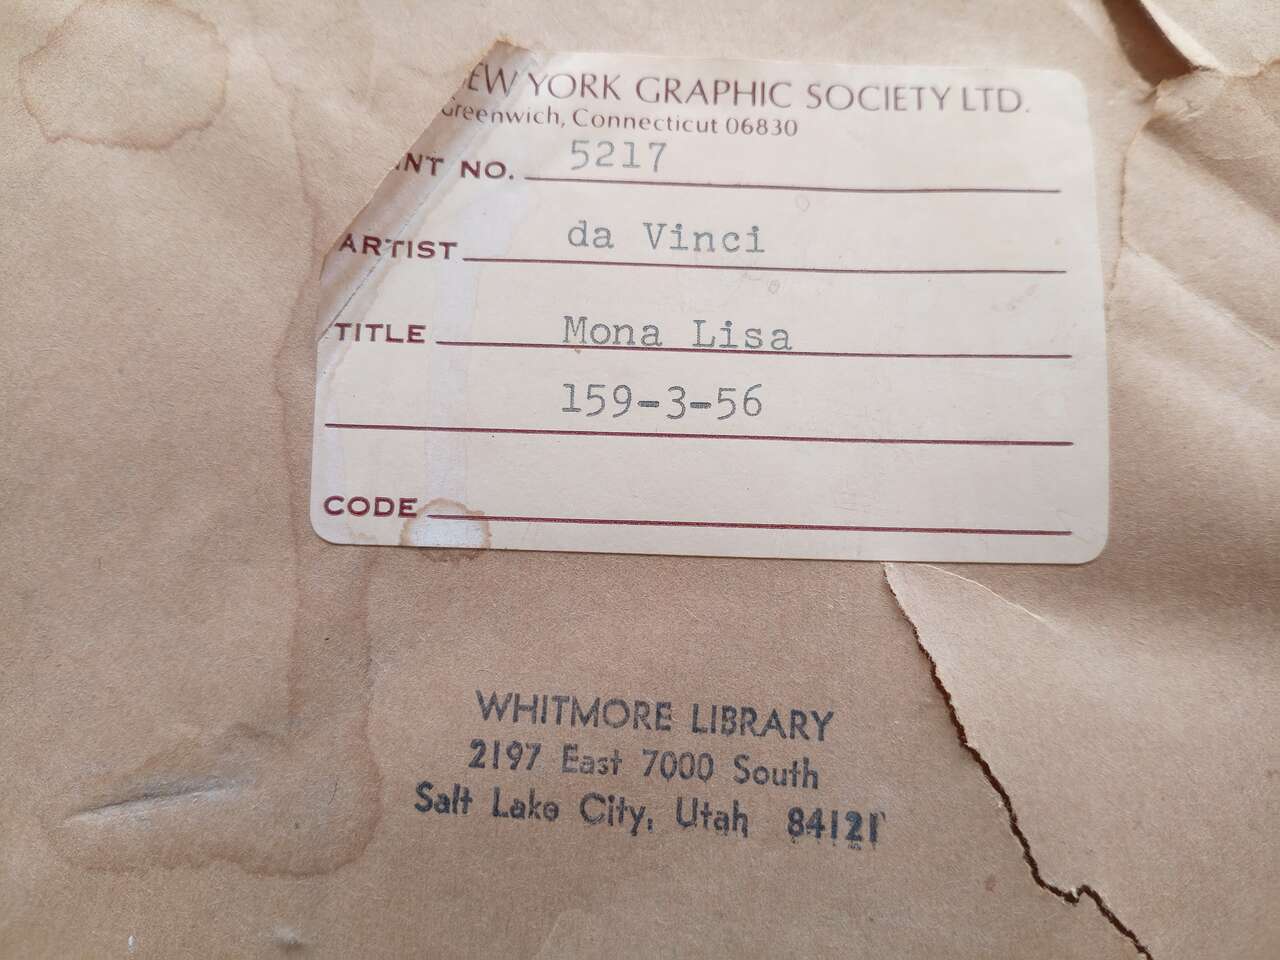 EW YORK GRAPHIC SOCIETY LTD.
Greenwich, Connecticut 06830
INT NO. 5217
ARTIST da Vinci
TITLE Mona Lisa
159-3-56
CODE
WHITMORE LIBRARY
2197 East 7000 South
Salt Lake City, Utah 84121